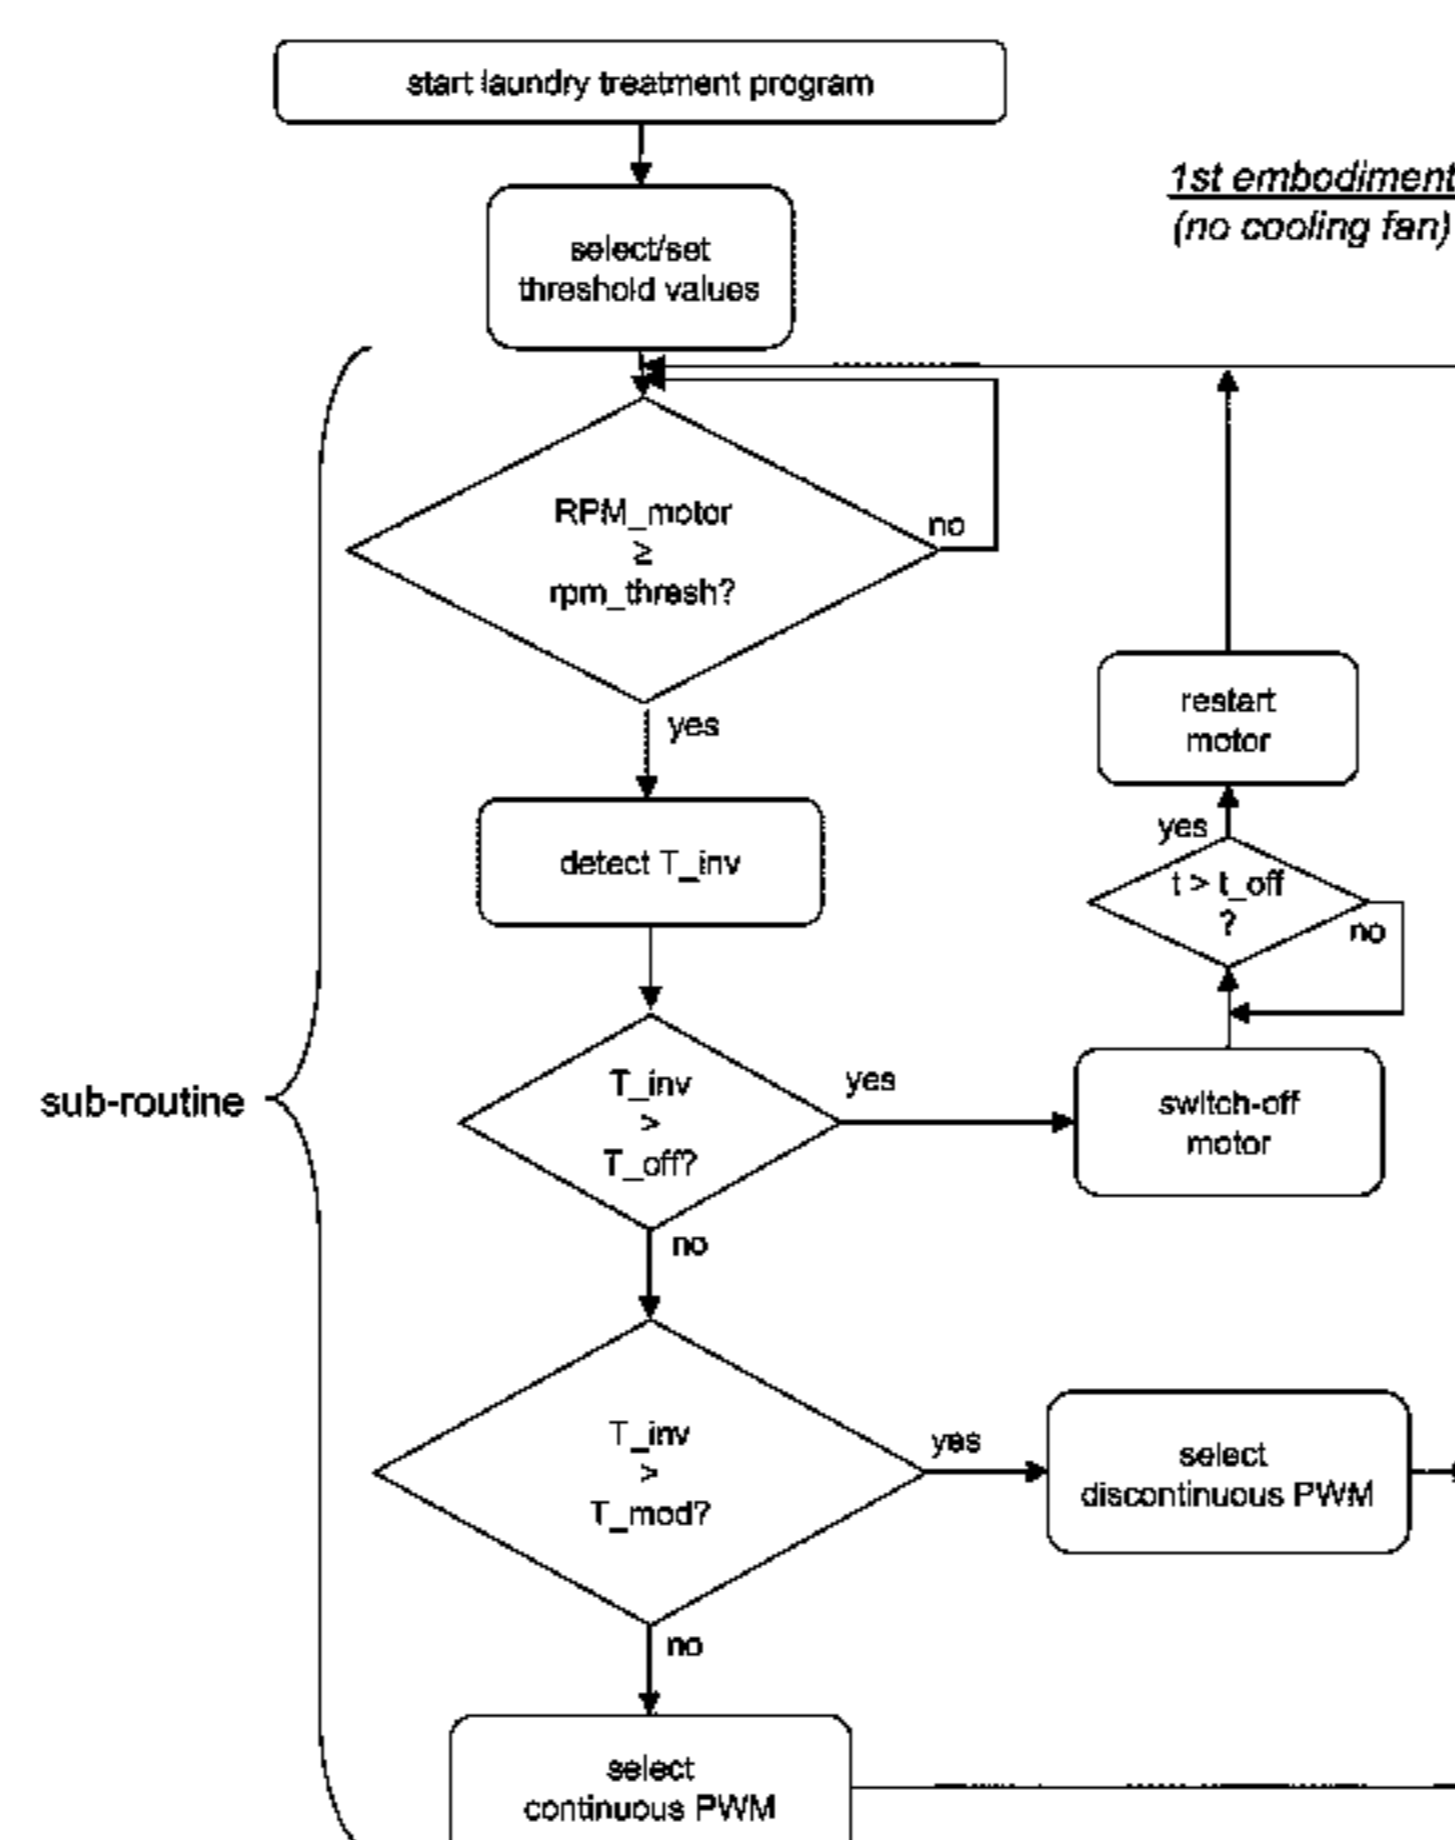 start laundry treatment program
1st embodiment
(no cooling fan)
select/set
threshold values
RPM_motor
≥
rpm_thresh?
no
yes
restart
motor
yes
t > t_off
?
no
detect T_inv
sub-routine
T_inv
>
T_off?
yes
switch-off
motor
no
T_inv
>
T_mod?
yes
select
discontinuous PWM
no
select
continuous PWM